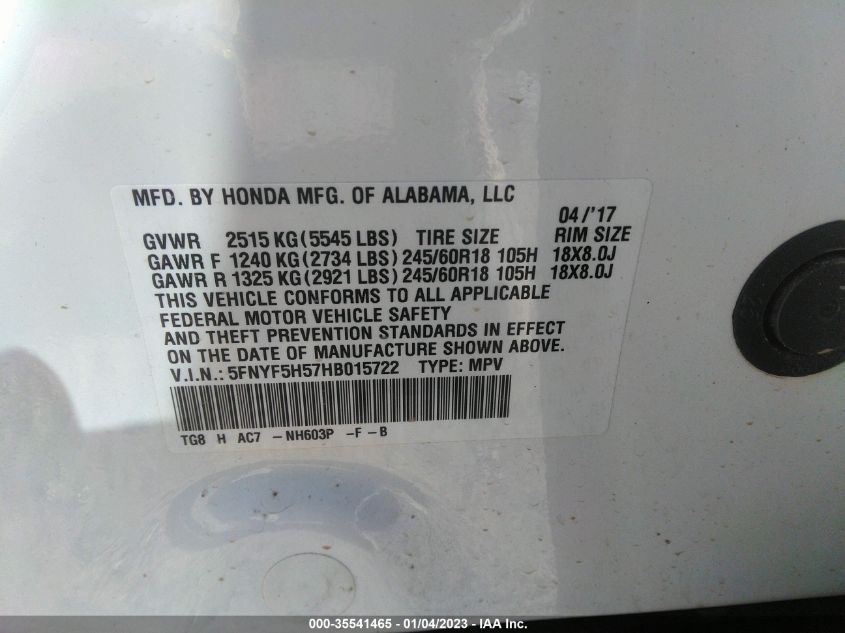 MFD. BY HONDA MFG. OF ALABAMA, LLC
04/'17
GVWR 2515 KG(5545 LBS) TIRE SIZE RIM SIZE
GAWR F 1240 KG(2734 LBS) 245/60R18 105H 18X8.0J
GAWR R 1325 KG(2921 LBS) 245/60R18 105H 18X8.0J
THIS VEHICLE CONFORMS TO ALL APPLICABLE
FEDERAL MOTOR VEHICLE SAFETY
AND THEFT PREVENTION STANDARDS IN EFFECT
ON THE DATE OF MANUFACTURE SHOWN ABOVE.
V.I.N.: 5FNYF5H57HB015722 TYPE: MPV
TG8 H AC7 -NH603P -F-B
000-35541465 - 01/04/2023 - IAA Inc.